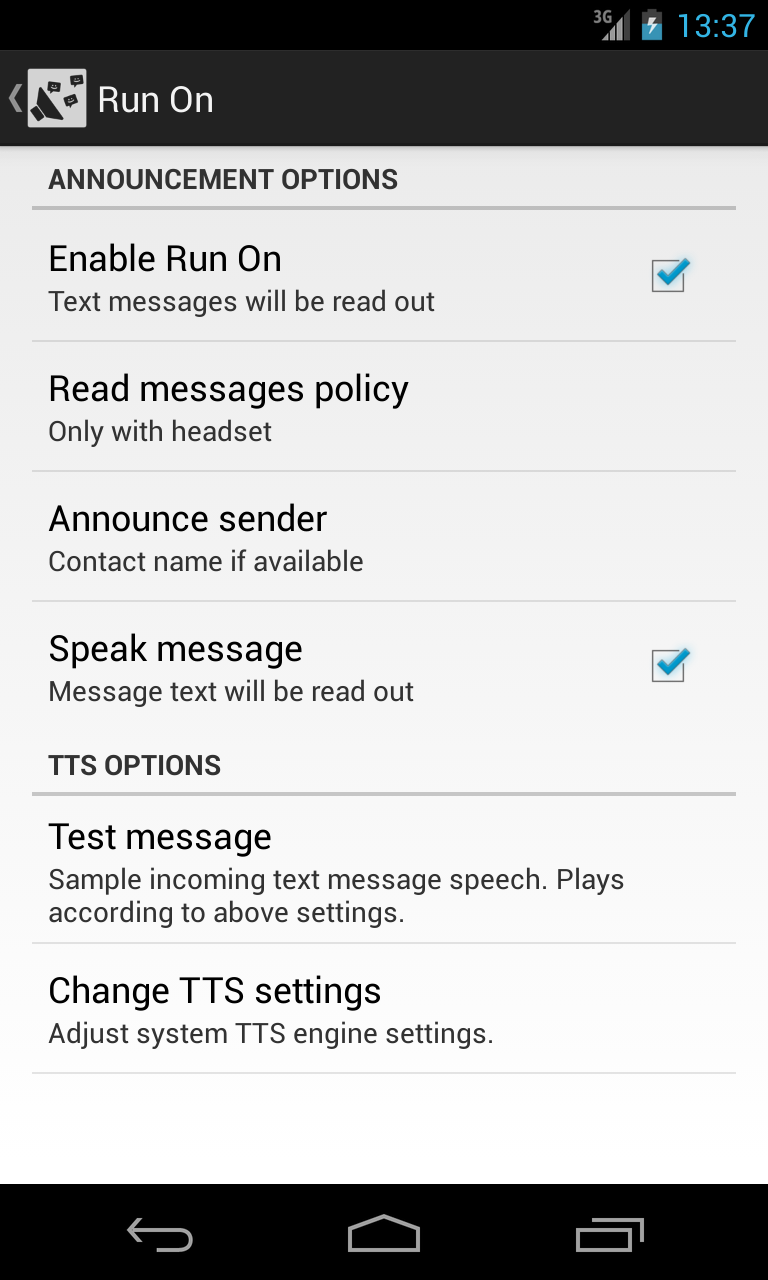 3G 13:37
Run On
ANNOUNCEMENT OPTIONS
Enable Run On
Text messages will be read out
Read messages policy
Only with headset
Announce sender
Contact name if available
Speak message
Message text will be read out
TTS OPTIONS
Test message
Sample incoming text message speech. Plays
according to above settings.
Change TTS settings
Adjust system TTS engine settings.